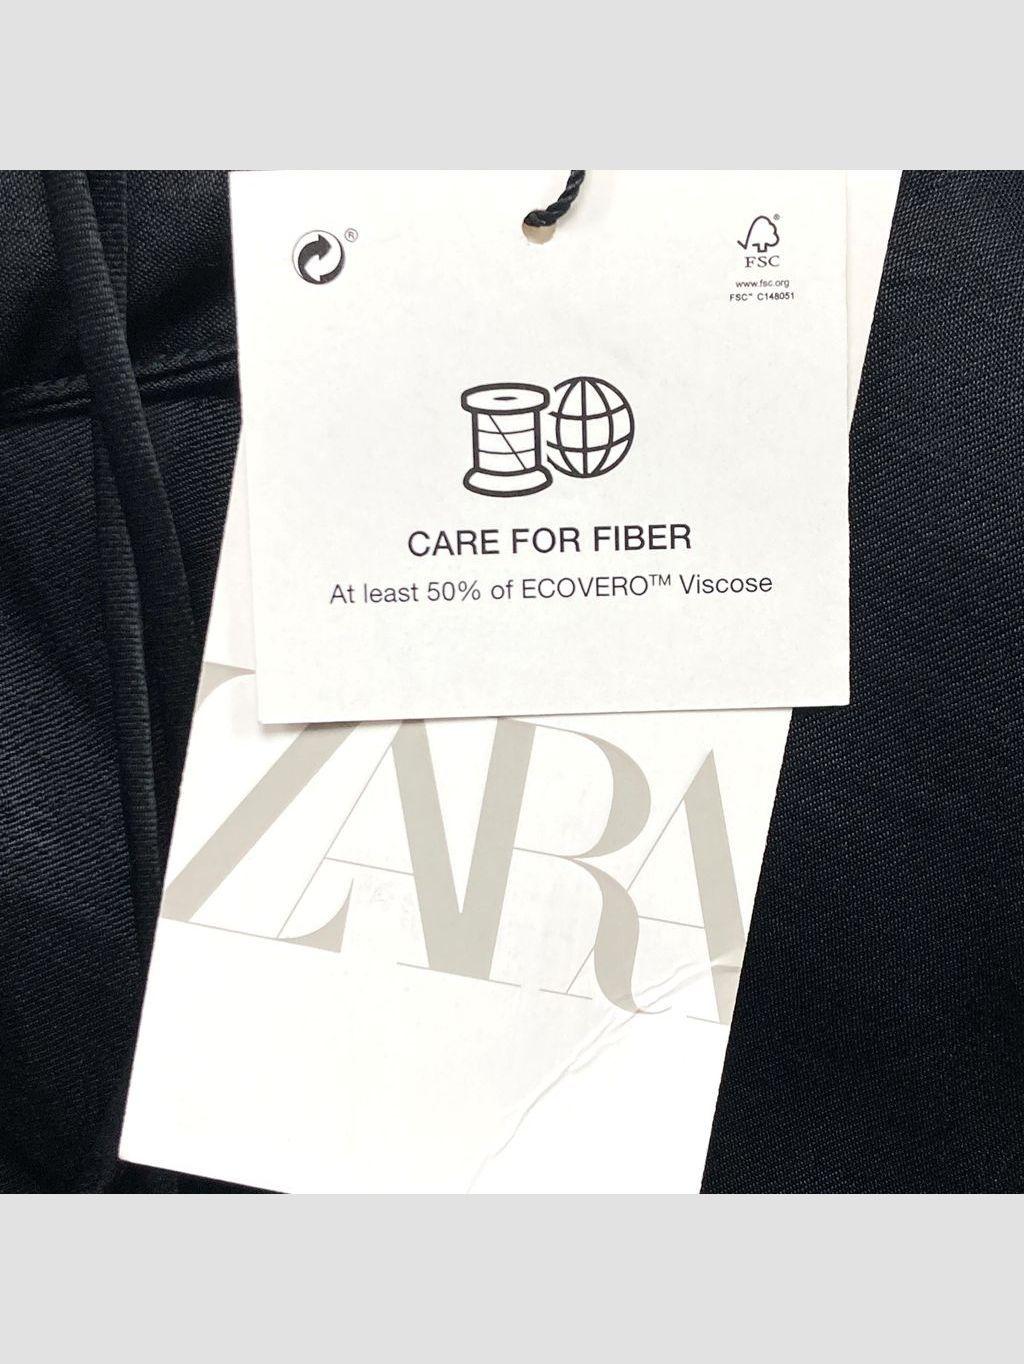 ®
®
FSC
www.fsc.org
FSC™ C148051
CARE FOR FIBER
At least 50% of ECOVERO™ Viscose
ZARA